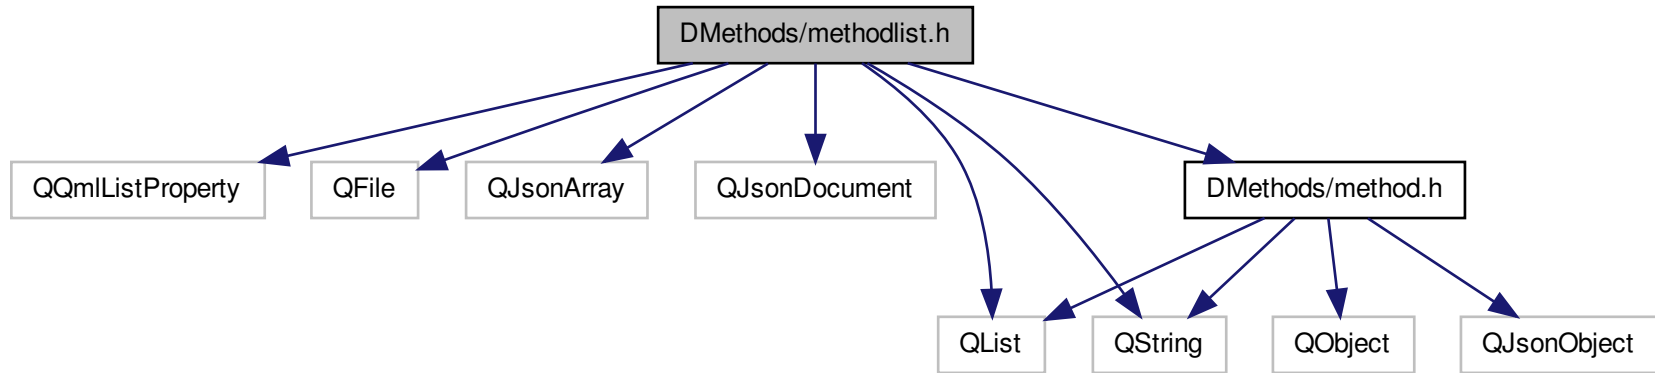 DMethods/methodlist.h
QQmlListProperty
QFile
QJsonArray
QJsonDocument
DMethods/method.h
QList
QString
QObject
QJsonObject